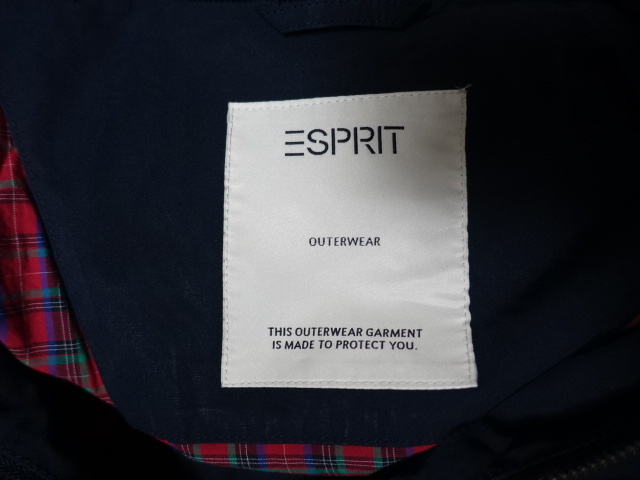 ESPRIT
OUTERWEAR
THIS OUTERWEAR GARMENT
IS MADE TO PROTECT YOU.